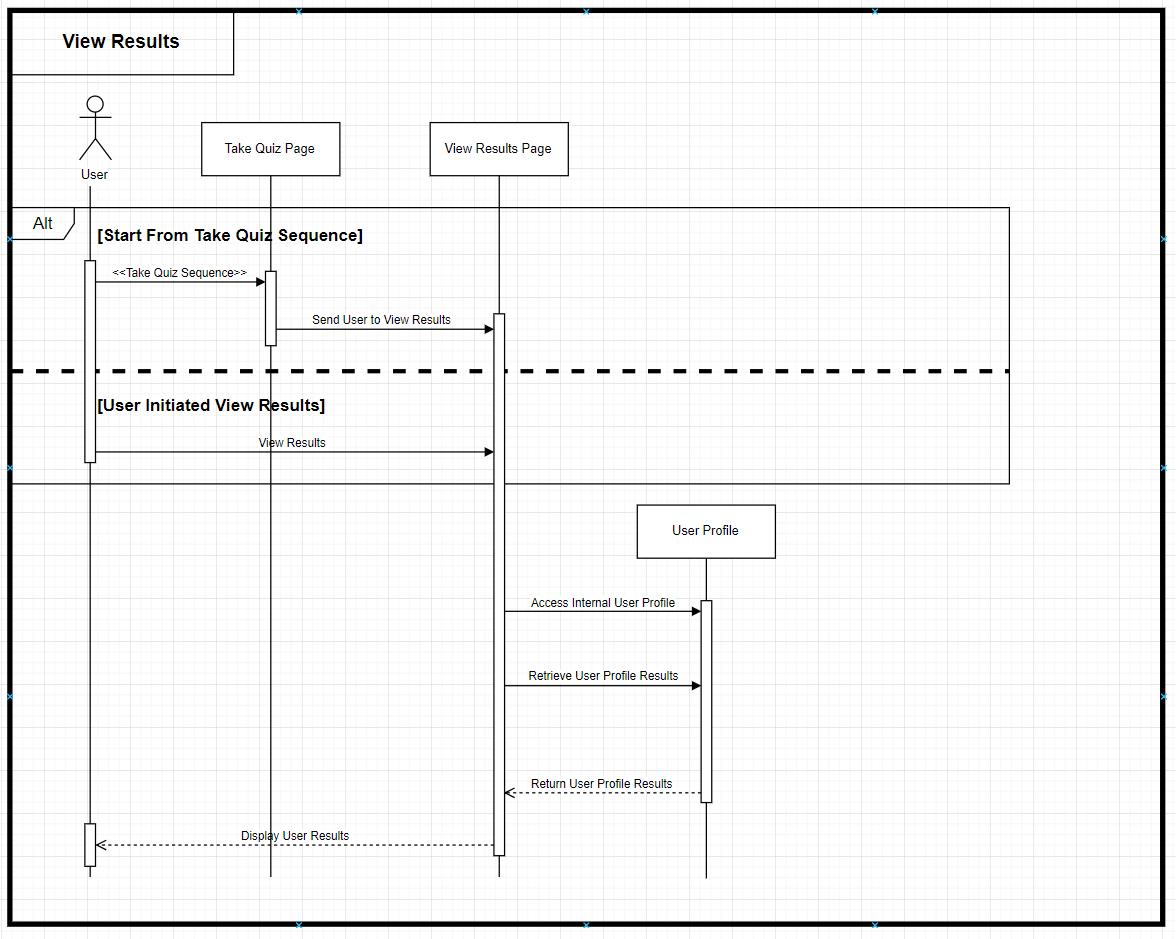 View Results
User
Take Quiz Page
View Results Page
Alt
[Start From Take Quiz Sequence]
<<Take Quiz Sequence>>
Send User to View Results
[User Initiated View Results]
View Results
User Profile
Access Internal User Profile
Retrieve User Profile Results
Return User Profile Results
Display User Results